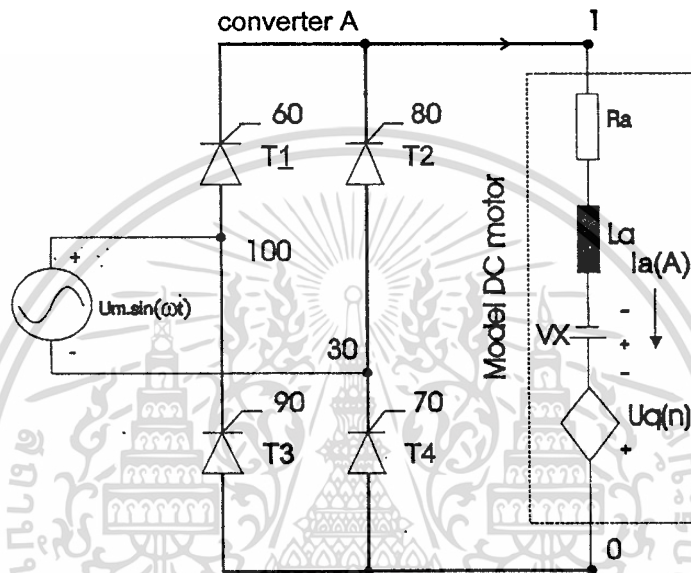 converter A
1
60
80
Ra
T1
T2
Model DC motor
La
100
Ia(A)
Um.sin(ωt)
+
-
VX
-
+
30
-
Uq(n)
+
90
70
T3
T4
0